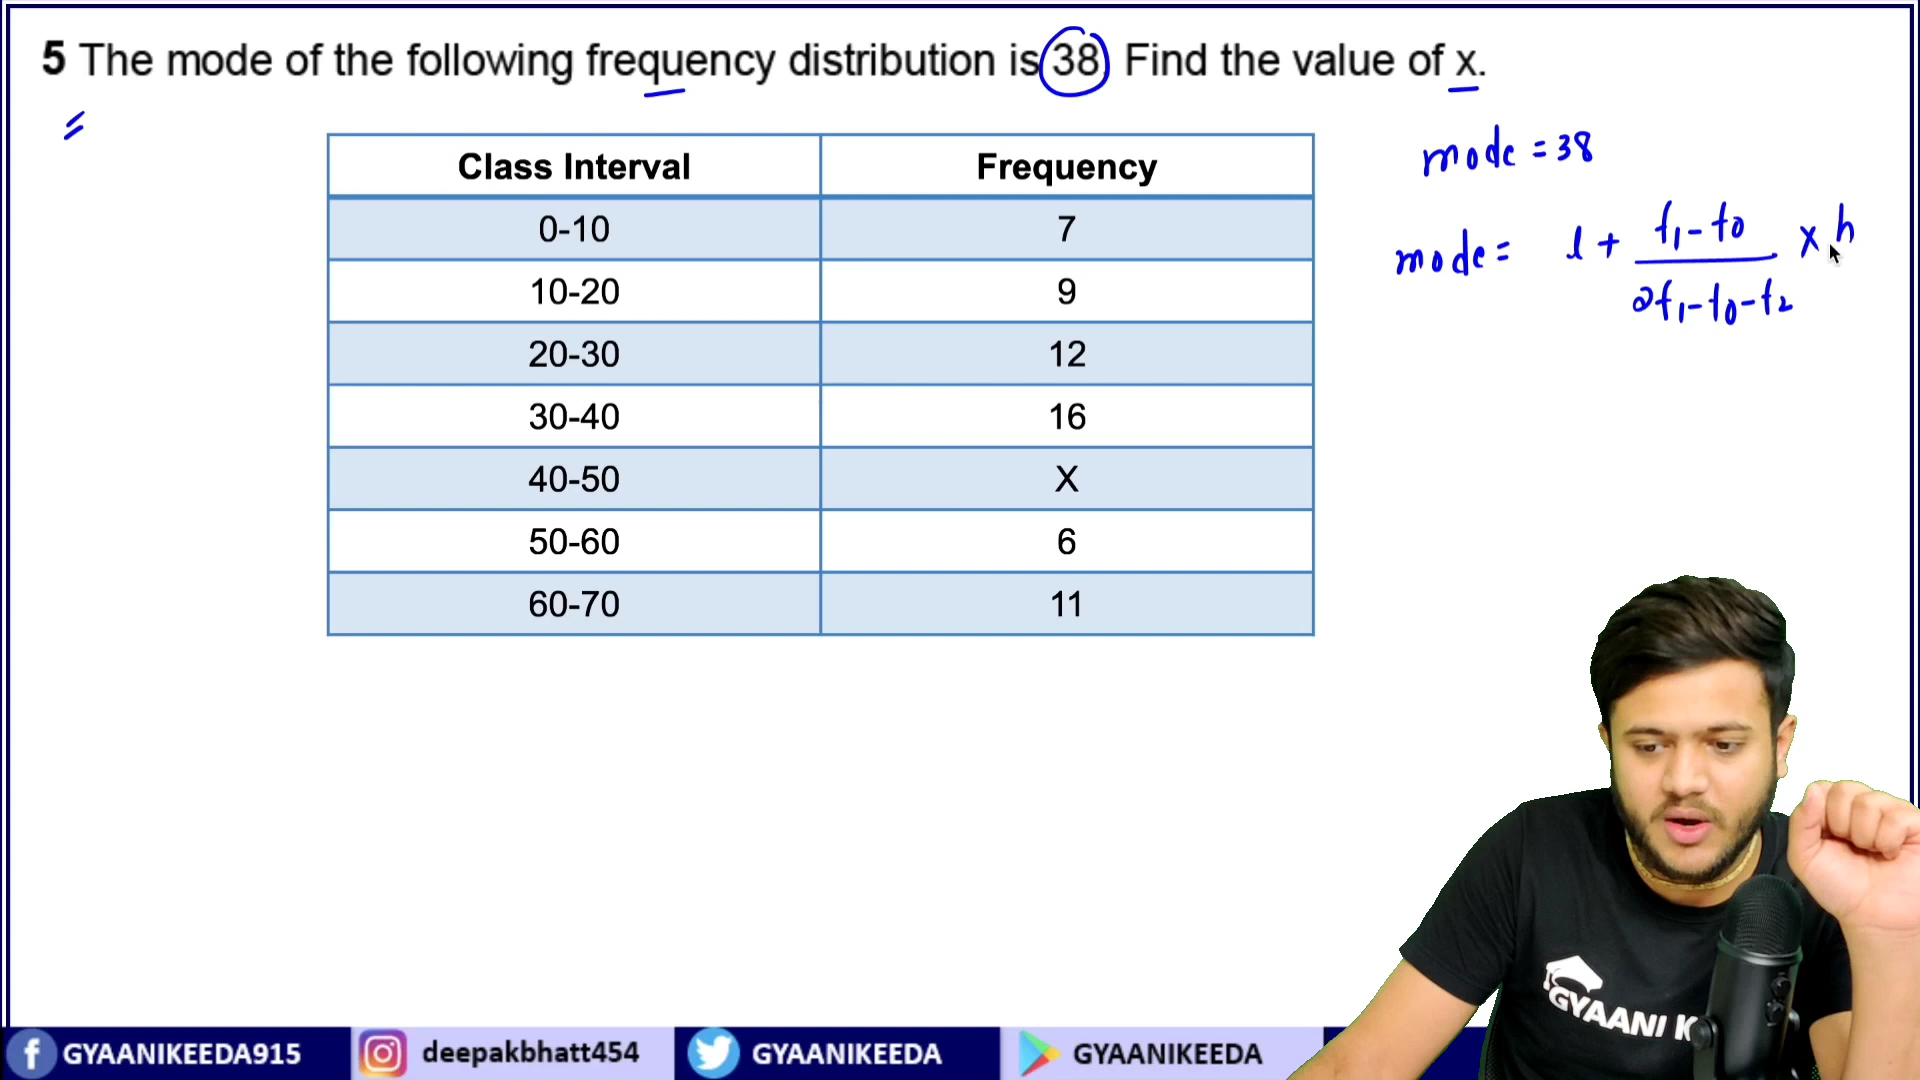 5 The mode of the following frequency distribution is 38. Find the value of x.
Class Interval Frequency
0-10 7
10-20 9
20-30 12
30-40 16
40-50 X
50-60 6
60-70 11
mode = 38
mode = l + f₁-f₀ / 2f₁-f₀-f₂ × h
GYAANI K
GYAANIKEEDA915 deepakbhatt454 GYAANIKEEDA GYAANIKEEDA